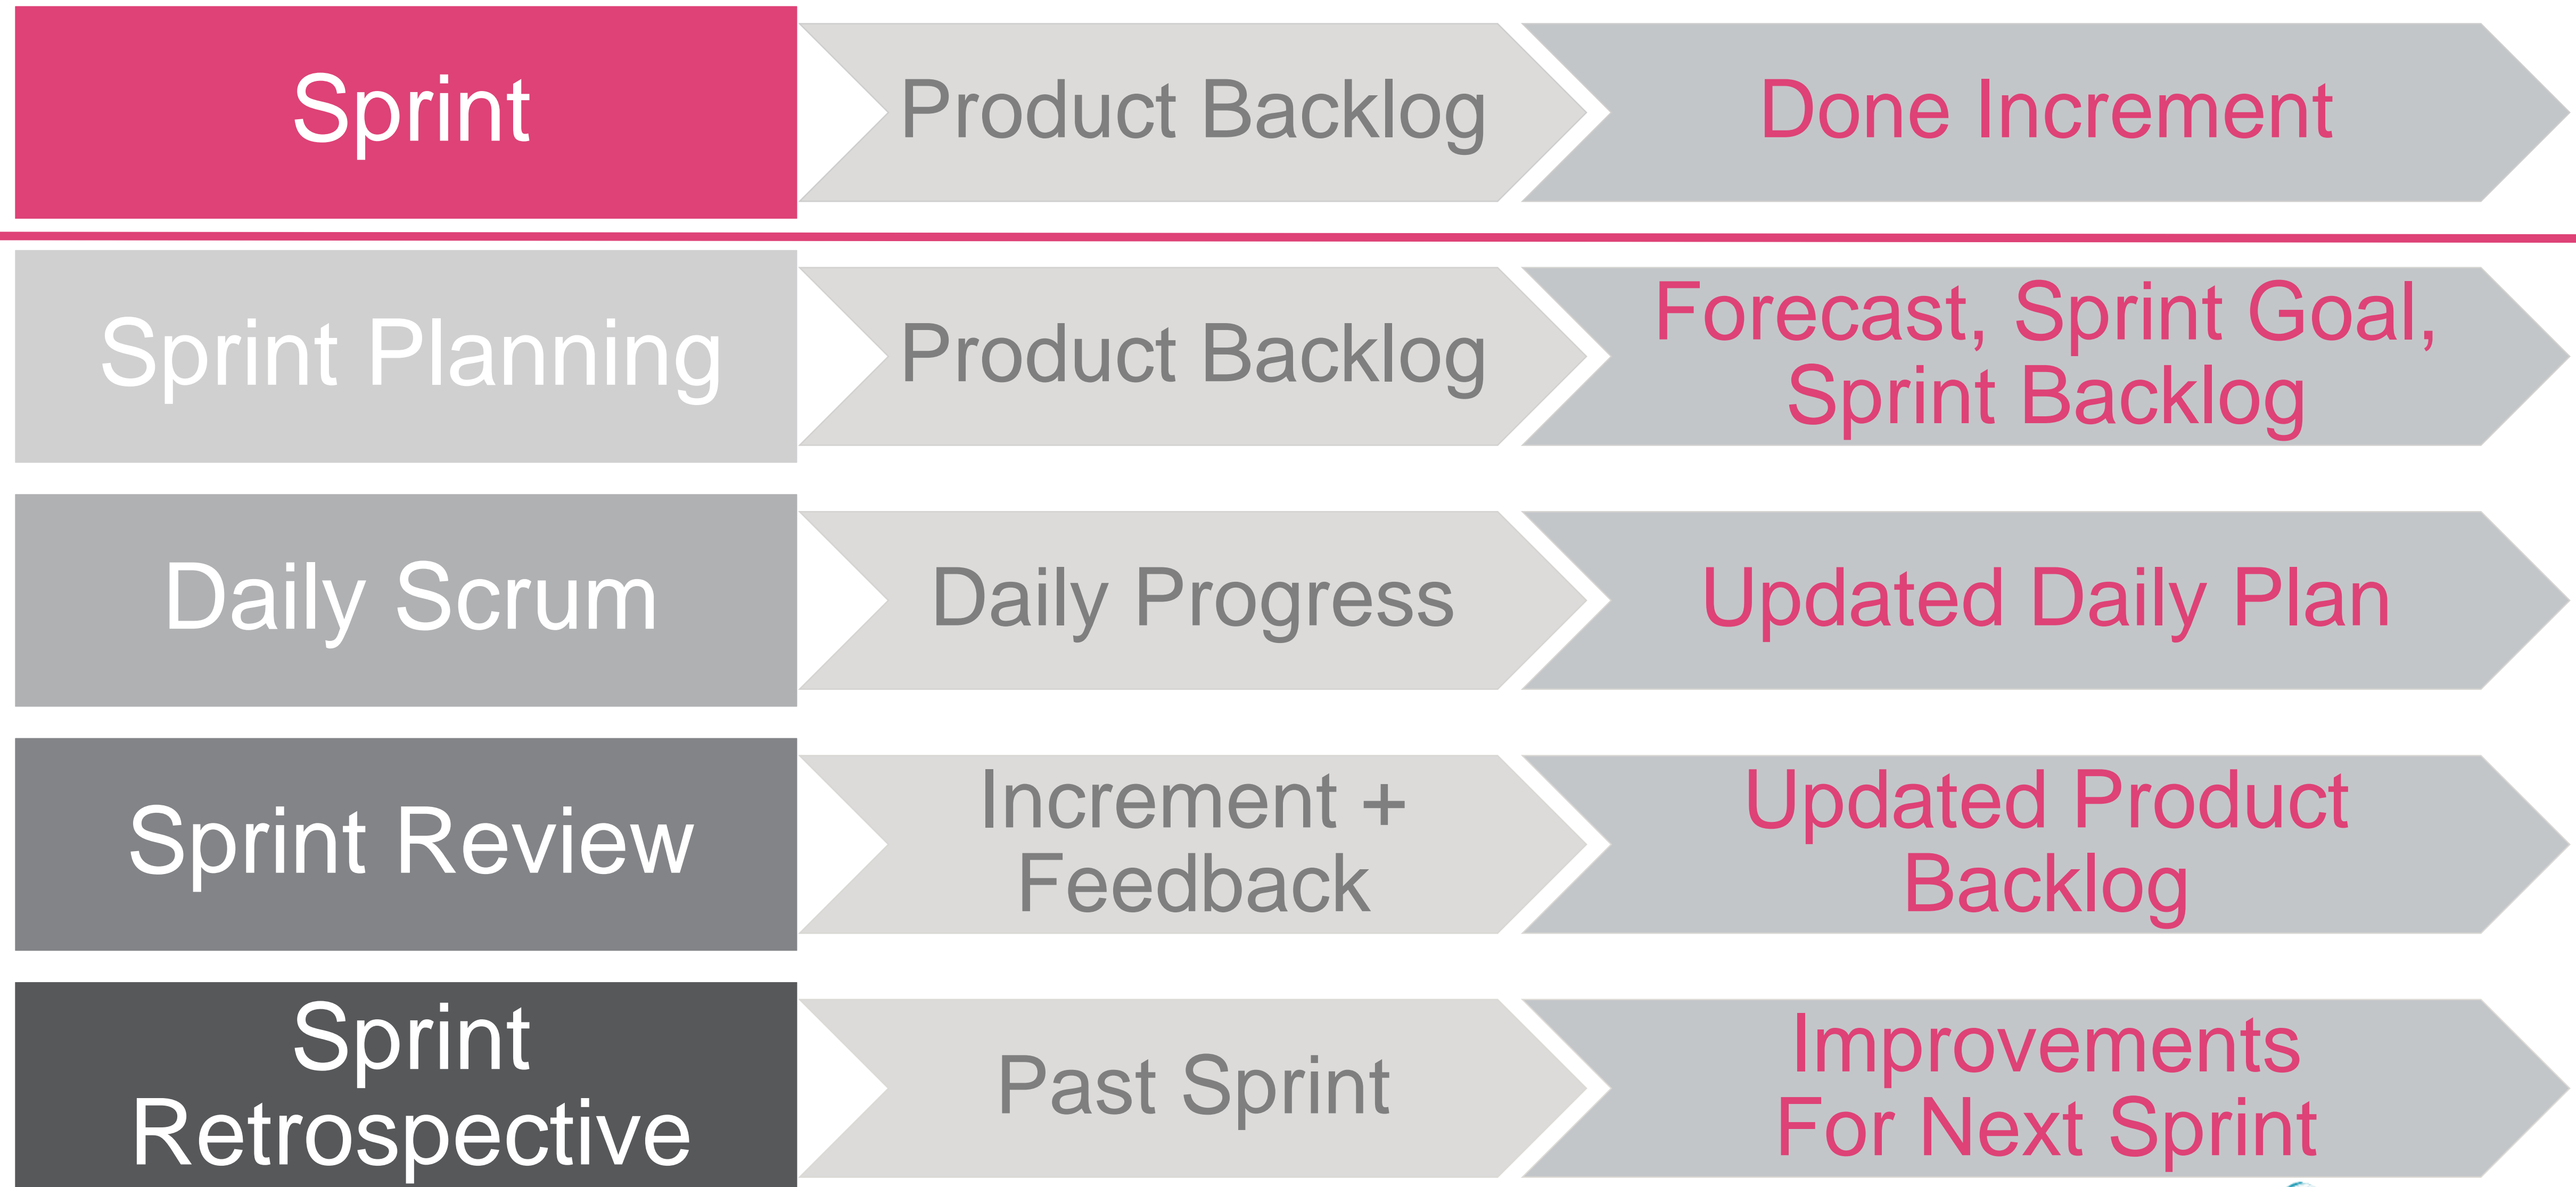 Sprint
Product Backlog
Done Increment
Sprint Planning
Product Backlog
Forecast, Sprint Goal,
Sprint Backlog
Daily Scrum
Daily Progress
Updated Daily Plan
Sprint Review
Increment +
Feedback
Updated Product
Backlog
Sprint
Retrospective
Past Sprint
Improvements
For Next Sprint